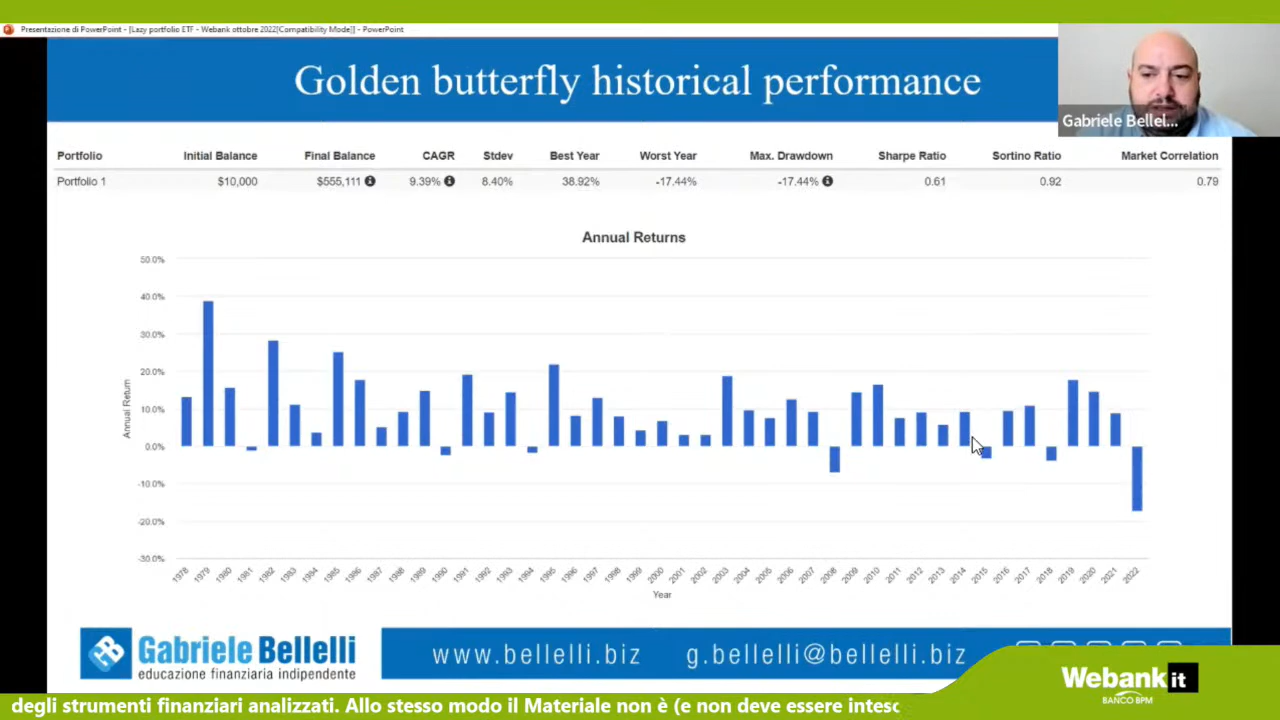 Presentazione di PowerPoint - [Lazy portfolio ETF - Webank ottobre 2022[Compatibility Mode]] - PowerPoint
Golden butterfly historical performance
Gabriele Bellel...
Portfolio Initial Balance Final Balance CAGR Stdev Best Year Worst Year Max. Drawdown Sharpe Ratio Sortino Ratio Market Correlation
Portfolio 1 $10,000 $555,111 9.39% 8.40% 38.92% -17.44% -17.44% 0.61 0.92 0.79
Annual Returns
50.0%
40.0%
30.0%
20.0%
10.0%
0.0%
-10.0%
-20.0%
-30.0%
Annual Return
1978 1979 1980 1981 1982 1983 1984 1985 1986 1987 1988 1989 1990 1991 1992 1993 1994 1995 1996 1997 1998 1999 2000 2001 2002 2003 2004 2005 2006 2007 2008 2009 2010 2011 2012 2013 2014 2015 2016 2017 2018 2019 2020 2021 2022
Year
GB Gabriele Bellelli
educazione finanziaria indipendente
www.bellelli.biz g.bellelli@bellelli.biz
Webank it
BANCO BPM
degli strumenti finanziari analizzati. Allo stesso modo il Materiale non è (e non deve essere inteso